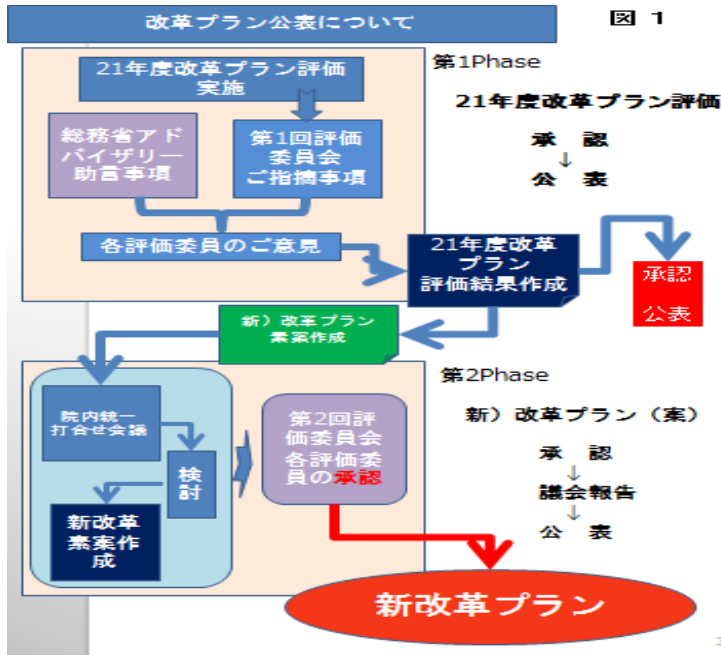 改革プラン公表について
図 1
21年度改革プラン評価
実施
総務省アド
バイザリー
助言事項
第1回評価
委員会
ご指摘事項
各評価委員のご意見
21年度改革
プラン
評価結果作成
承認
公表
第1Phase
21年度改革プラン評価
承 認
↓
公 表
新）改革プラン
素案作成
院内統一
打合せ会議
検
討
新改革
素案作
成
第2回評
価委員会
各評価委
員の承認
第2Phase
新）改革プラン（案）
承 認
↓
議会報告
↓
公 表
新改革プラン